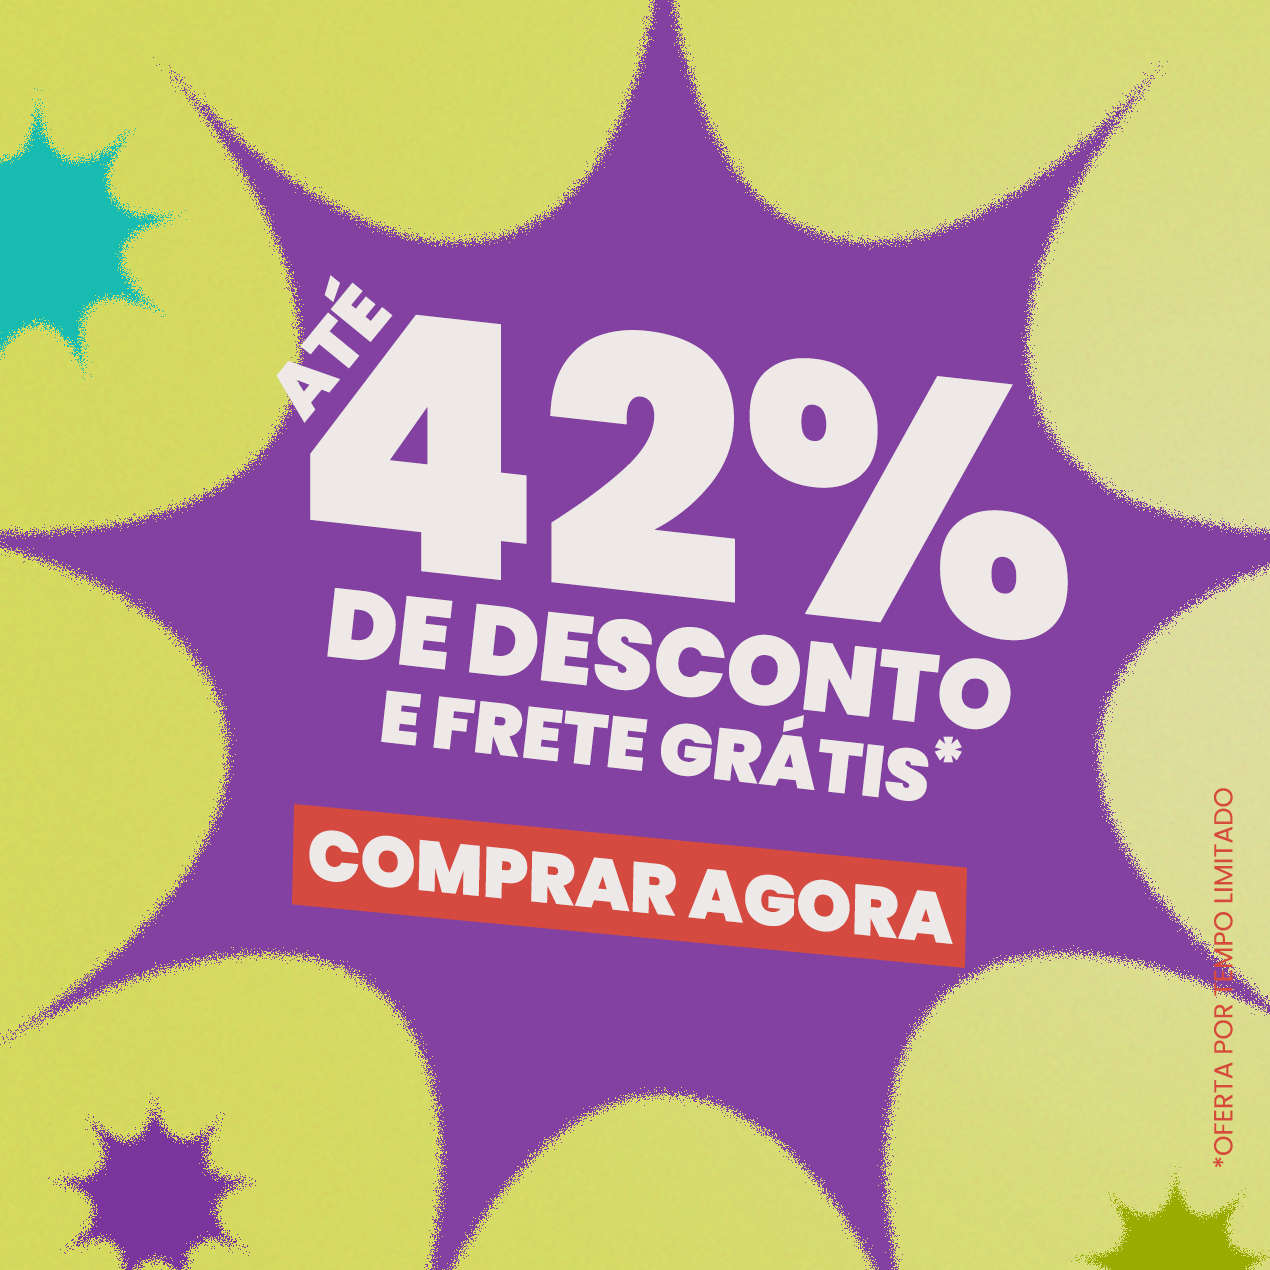 ATÉ
42%
DE DESCONTO
E FRETE GRÁTIS*
COMPRAR AGORA
*OFERTA POR TEMPO LIMITADO